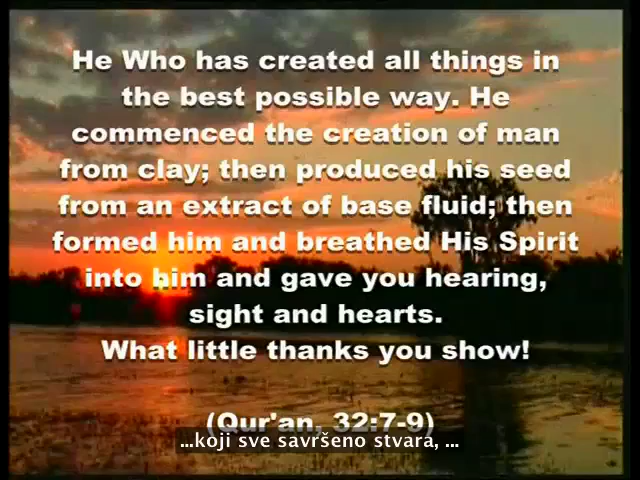 He Who has created all things in
the best possible way. He
commenced the creation of man
from clay; then produced his seed
from an extract of base fluid; then
formed him and breathed His Spirit
into him and gave you hearing,
sight and hearts.
What little thanks you show!
(Qur'an, 32:7-9)
...koji sve savršeno stvara, ...